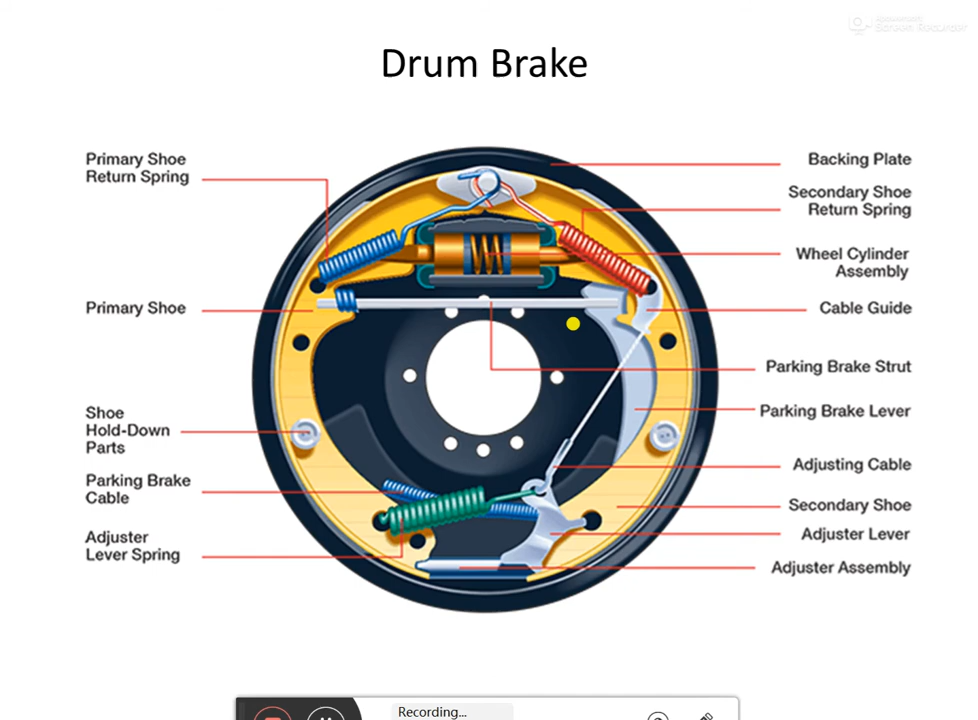 Screen Recorder
Drum Brake
Primary Shoe
Return Spring
Primary Shoe
Shoe
Hold-Down
Parts
Parking Brake
Cable
Adjuster
Lever Spring
Backing Plate
Secondary Shoe
Return Spring
Wheel Cylinder
Assembly
Cable Guide
Parking Brake Strut
Parking Brake Lever
Adjusting Cable
Secondary Shoe
Adjuster Lever
Adjuster Assembly
Recording...